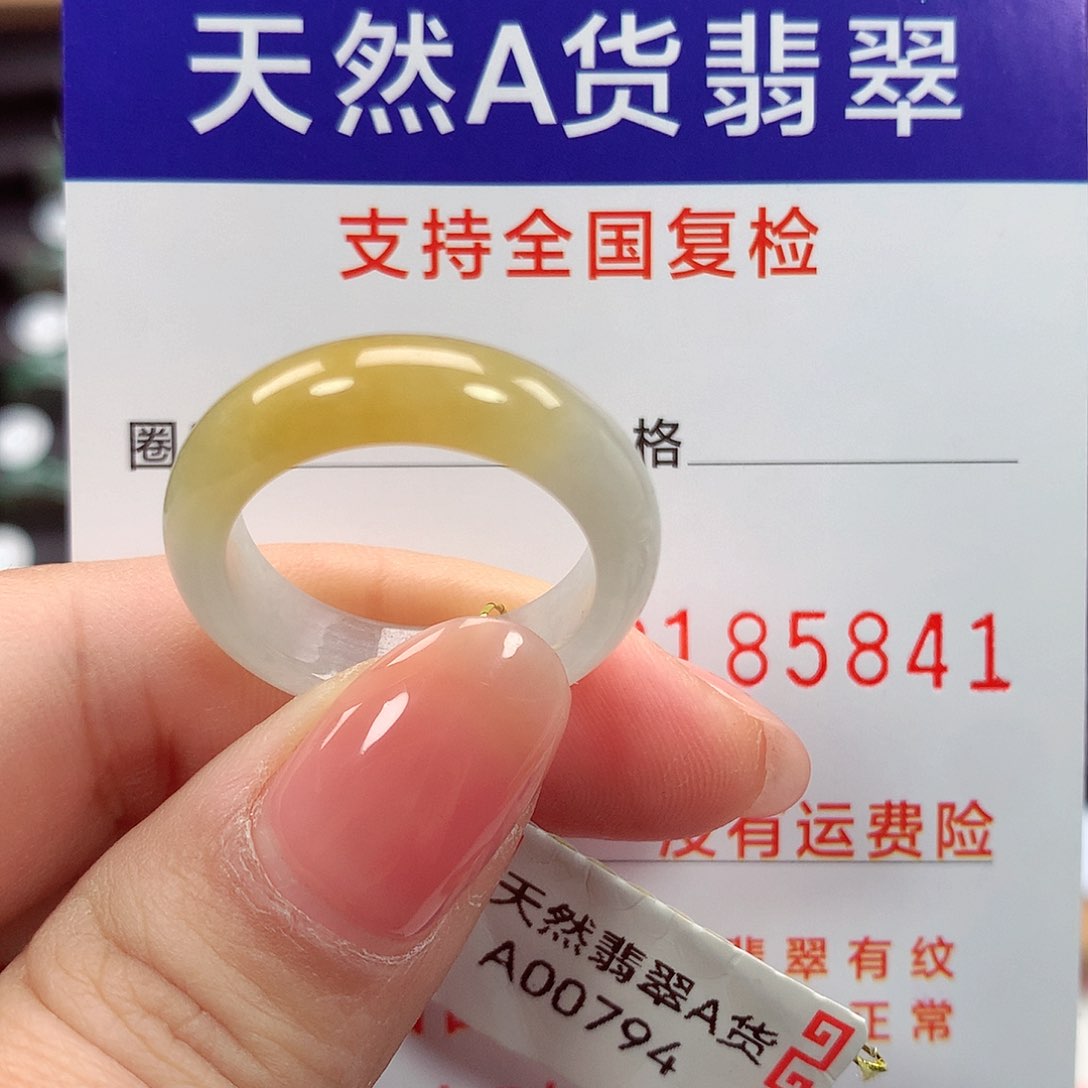 天然A货翡翠
支持全国复检
圈 格
185841
没有运费险
翡翠有纹
正常
天然翡翠A货
A00794